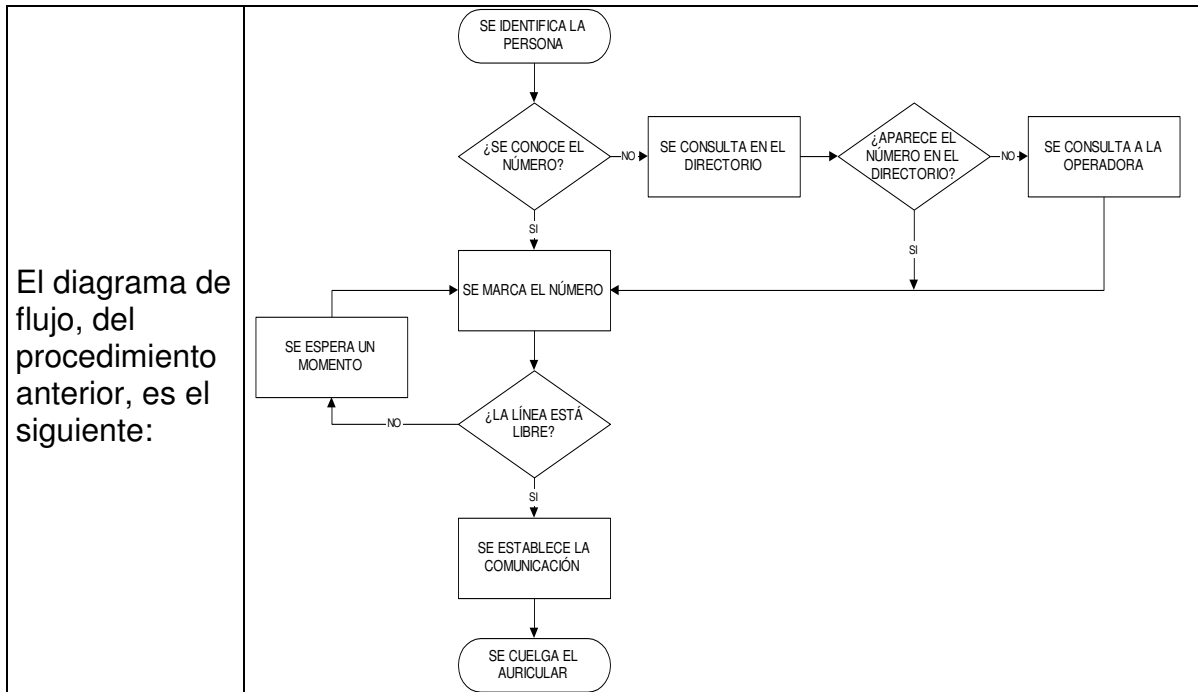 El diagrama de
flujo, del
procedimiento
anterior, es el
siguiente:
SE IDENTIFICA LA
PERSONA
¿SE CONOCE EL
NÚMERO?
NO
SE CONSULTA EN EL
DIRECTORIO
¿APARECE EL
NÚMERO EN EL
DIRECTORIO?
NO
SE CONSULTA A LA
OPERADORA
SI
SI
SE MARCA EL NÚMERO
SE ESPERA UN
MOMENTO
¿LA LÍNEA ESTÁ
LIBRE?
NO
SI
SE ESTABLECE LA
COMUNICACIÓN
SE CUELGA EL
AURICULAR